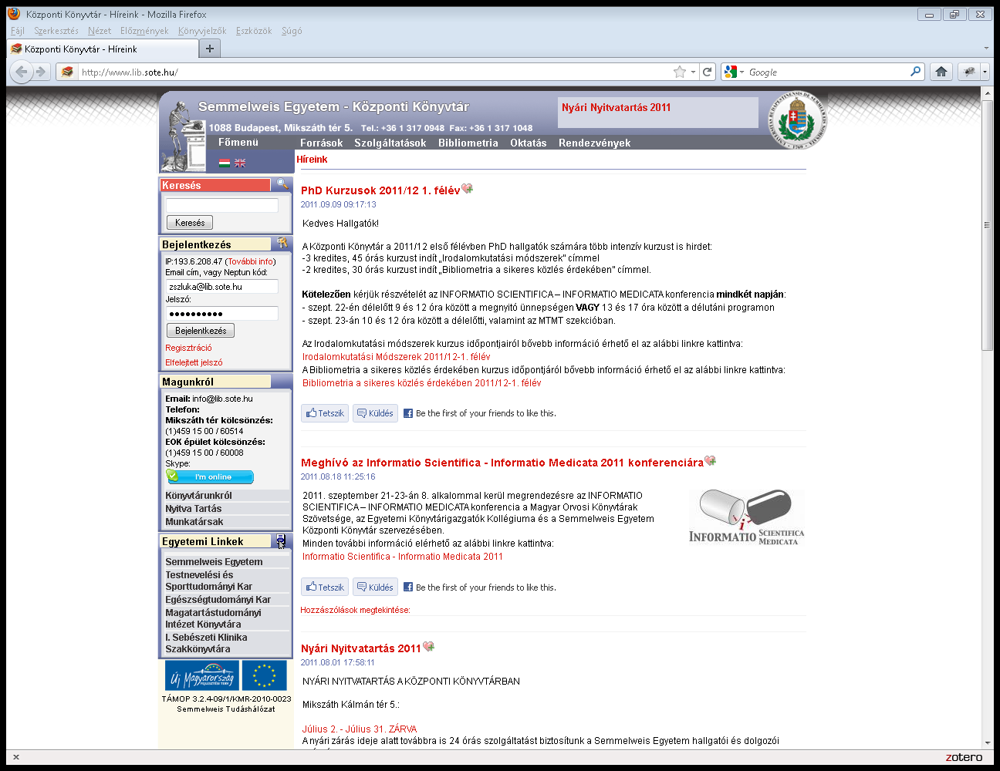 Központi Könyvtár - Híreink - Mozilla Firefox
Fájl Szerkesztés Nézet Előzmények Könyvjelzők Eszközök Súgó
Központi Könyvtár - Híreink
http://www.lib.sote.hu/
Google
Semmelweis Egyetem - Központi Könyvtár
1088 Budapest, Mikszáth tér 5. Tel.: +36 1 317 0948 Fax: +36 1 317 1048
Nyári Nyitvatartás 2011
Főmenü
Források Szolgáltatások Bibliometria Oktatás Rendezvények
Keresés
Keresés
Bejelentkezés
IP:193.6.208.47 (További info)
Email cím, vagy Neptun kód:
zszluka@lib.sote.hu
Jelszó:
●●●●●●●●●●
Bejelentkezés
Regisztráció
Elfelejtett jelszó
Magunkról
Email: info@lib.sote.hu
Telefon:
Mikszáth tér kölcsönzés:
(1)459 15 00 / 60514
EOK épület kölcsönzés:
(1)459 15 00 / 60008
Skype:
I'm online
Könyvtárunkról
Nyitva Tartás
Munkatársak
Egyetemi Linkek
Semmelweis Egyetem
Testnevelési és
Sporttudományi Kar
Egészségtudományi Kar
Magatartástudományi
Intézet Könyvtára
I. Sebészeti Klinika
Szakkönyvtára
Új Magyarország
TÁMOP 3.2.4-09/1/KMR-2010-0023
Semmelweis Tudáshálózat
Híreink
PhD Kurzusok 2011/12 1. félév
2011.09.09 09:17:13
Kedves Hallgatók!
A Központi Könyvtár a 2011/12 első félévben PhD hallgatók számára több intenzív kurzust is hirdet:
-3 kredites, 45 órás kurzust indít „Irodalomkutatási módszerek” címmel
-2 kredites, 30 órás kurzust indít „Bibliometria a sikeres közlés érdekében” címmel.
Kötelezően kérjük részvételét az INFORMATIO SCIENTIFICA – INFORMATIO MEDICATA konferencia mindkét napján:
- szept. 22-én délelőtt 9 és 12 óra között a megnyitó ünnepségen VAGY 13 és 17 óra között a délutáni programon
- szept. 23-án 10 és 12 óra között a délelőtti, valamint az MTMT szekcióban.
Az Irodalomkutatási módszerek kurzus időpontjairól bővebb információ érhető el az alábbi linkre kattintva:
Irodalomkutatási Módszerek 2011/12-1. félév
A Bibliometria a sikeres közlés érdekében kurzus időpontjáról bővebb információ érhető el az alábbi linkre kattintva:
Bibliometria a sikeres közlés érdekében 2011/12-1. félév
Tetszik Küldés Be the first of your friends to like this.
Meghívó az Informatio Scientifica - Informatio Medicata 2011 konferenciára
2011.08.18 11:25:16
2011. szeptember 21-23-án 8. alkalommal kerül megrendezésre az INFORMATIO
SCIENTIFICA – INFORMATIO MEDICATA konferencia a Magyar Orvosi Könyvtárak
Szövetsége, az Egyetemi Könyvtárigazgatók Kollégiuma és a Semmelweis Egyetem
Központi Könyvtár szervezésében.
Minden további információ elérhető az alábbi linkre kattintva:
Informatio Scientifica - Informatio Medicata 2011
INFORMATIO SCIENTIFICA
MEDICATA
Tetszik Küldés Be the first of your friends to like this.
Hozzászólások megtekintése:
Nyári Nyitvatartás 2011
2011.08.01 17:58:11
NYÁRI NYITVATARTÁS A KÖZPONTI KÖNYVTÁRBAN
Mikszáth Kálmán tér 5.:
Július 2. - Július 31. ZÁRVA
A nyári zárás ideje alatt továbbra is 24 órás szolgáltatást biztosítunk a Semmelweis Egyetem hallgatói és dolgozói
zotero